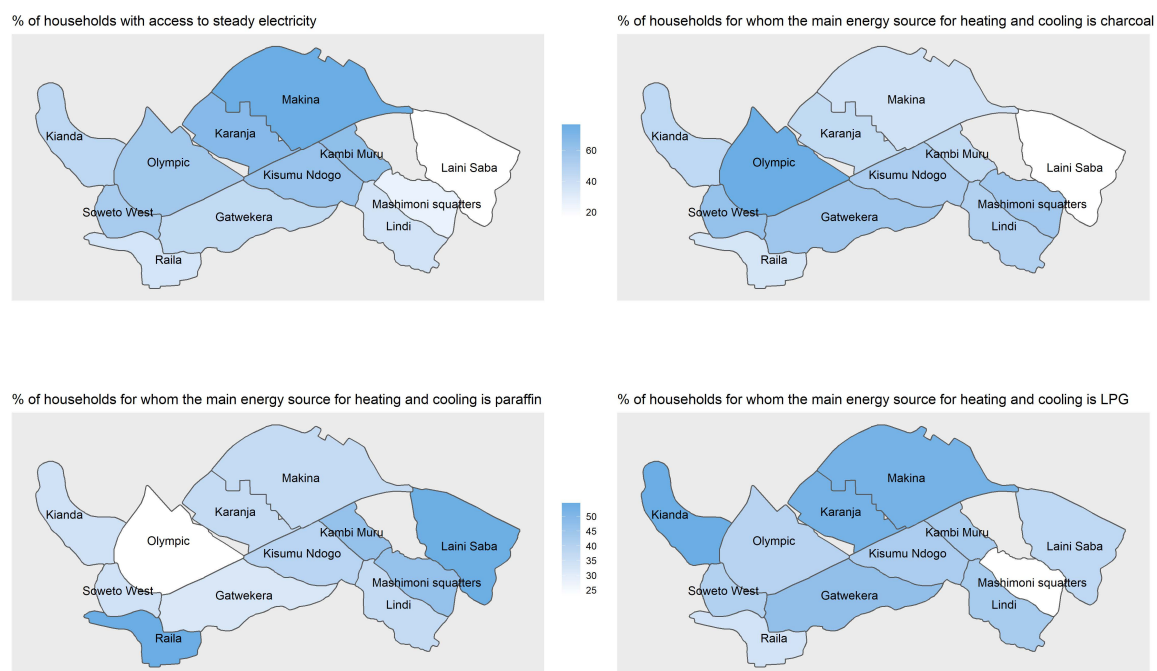 % of households with access to steady electricity
Makina
Kianda
Karanja
Olympic
Kambi Muru
Laini Saba
Kisumu Ndogo
Mashimoni squatters
Soweto West
Gatwekera
Lindi
Raila
60
40
20
% of households for whom the main energy source for heating and cooling is charcoal
Makina
Kianda
Karanja
Olympic
Kambi Muru
Laini Saba
Kisumu Ndogo
Mashimoni squatters
Soweto West
Gatwekera
Lindi
Raila
% of households for whom the main energy source for heating and cooling is paraffin
Makina
Kianda
Karanja
Olympic
Kambi Muru
Laini Saba
Kisumu Ndogo
Mashimoni squatters
Soweto West
Gatwekera
Lindi
Raila
50
45
40
35
30
25
% of households for whom the main energy source for heating and cooling is LPG
Makina
Kianda
Karanja
Olympic
Kambi Muru
Laini Saba
Kisumu Ndogo
Mashimoni squatters
Soweto West
Gatwekera
Lindi
Raila